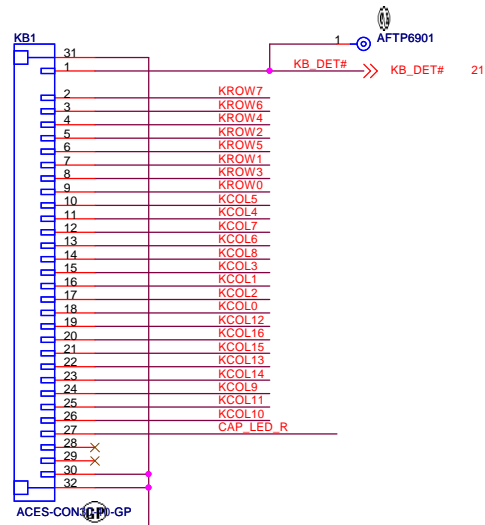 KB1
1 AFTP6901
31
1 KB_DET# KB_DET# 21
2 KROW7
3 KROW6
4 KROW4
5 KROW2
6 KROW5
7 KROW1
8 KROW3
9 KROW0
10 KCOL5
11 KCOL4
12 KCOL7
13 KCOL6
14 KCOL8
15 KCOL3
16 KCOL1
17 KCOL2
18 KCOL0
19 KCOL12
20 KCOL16
21 KCOL15
22 KCOL13
23 KCOL14
24 KCOL9
25 KCOL11
26 KCOL10
27 CAP_LED_R
28
29
30
32
GP